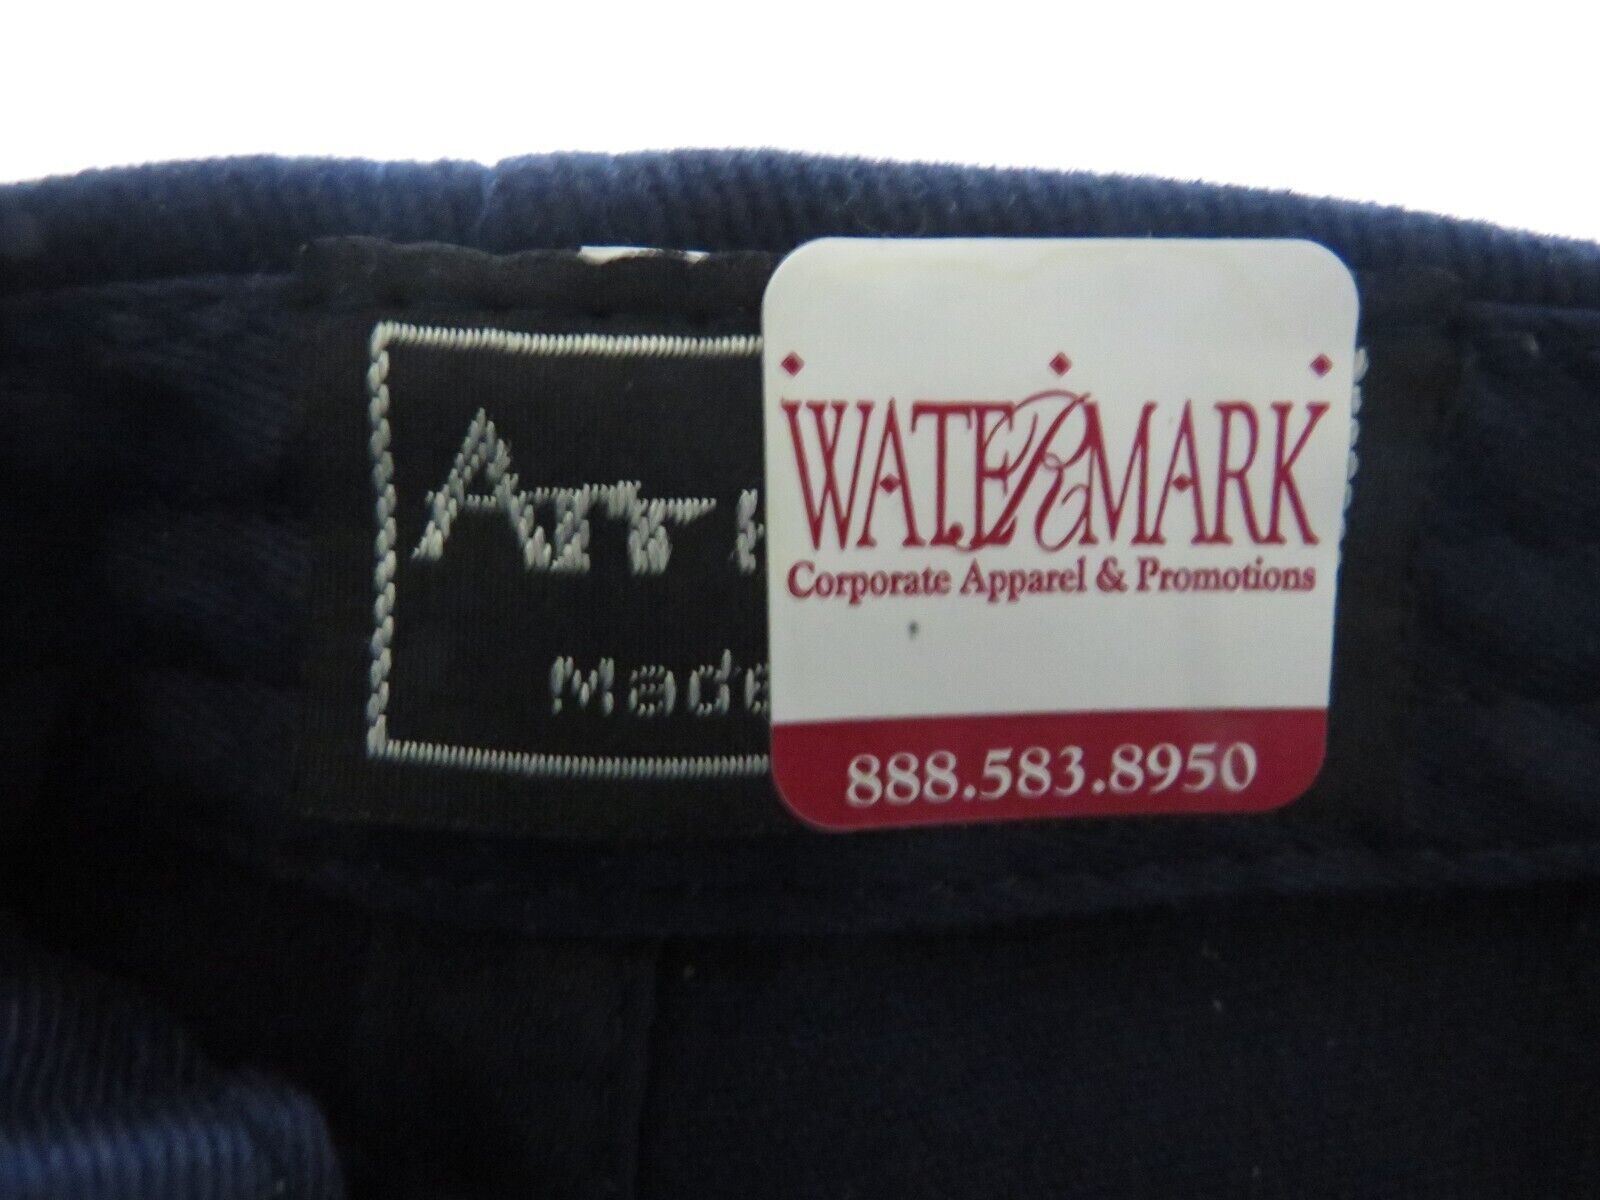 WATERMARK
Corporate Apparel & Promotions
888.583.8950